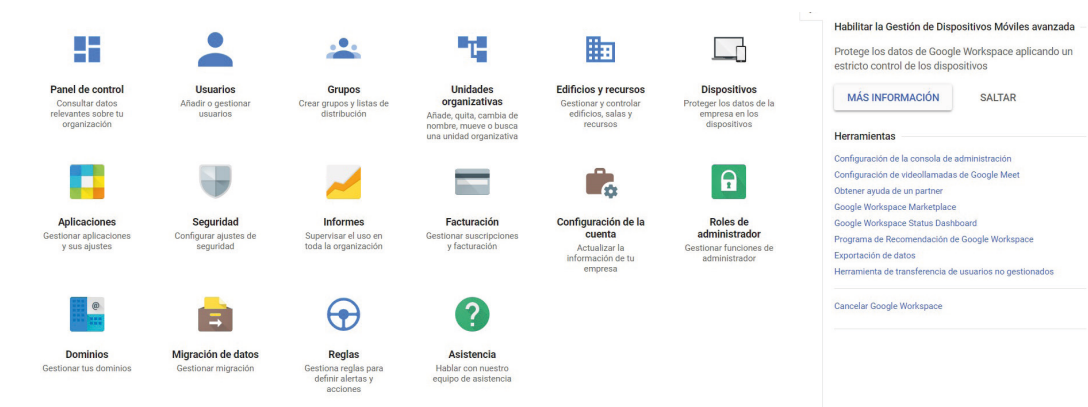 Panel de control
Consultar datos
relevantes sobre tu
organización
Usuarios
Añadir o gestionar
usuarios
Grupos
Crear grupos y listas de
distribución
Unidades
organizativas
Añade, quita, cambia de
nombre, mueve o busca
una unidad organizativa
Edificios y recursos
Gestionar y controlar
edificios, salas y
recursos
Dispositivos
Proteger los datos de la
empresa en los
dispositivos
Aplicaciones
Gestionar aplicaciones
y sus ajustes
Seguridad
Configurar ajustes de
seguridad
Informes
Supervisar el uso en
toda la organización
Facturación
Gestionar suscripciones
y facturación
Configuración de la
cuenta
Actualizar la
información de tu
empresa
Roles de
administrador
Gestionar funciones de
administrador
@
Dominios
Gestionar tus dominios
Migración de datos
Gestionar migración
Reglas
Gestiona reglas para
definir alertas y
acciones
?
Asistencia
Hablar con nuestro
equipo de asistencia
Habilitar la Gestión de Dispositivos Móviles avanzada
Protege los datos de Google Workspace aplicando un
estricto control de los dispositivos
MÁS INFORMACIÓN SALTAR
Herramientas
Configuración de la consola de administración
Configuración de videollamadas de Google Meet
Obtener ayuda de un partner
Google Workspace Marketplace
Google Workspace Status Dashboard
Programa de Recomendación de Google Workspace
Exportación de datos
Herramienta de transferencia de usuarios no gestionados
Cancelar Google Workspace